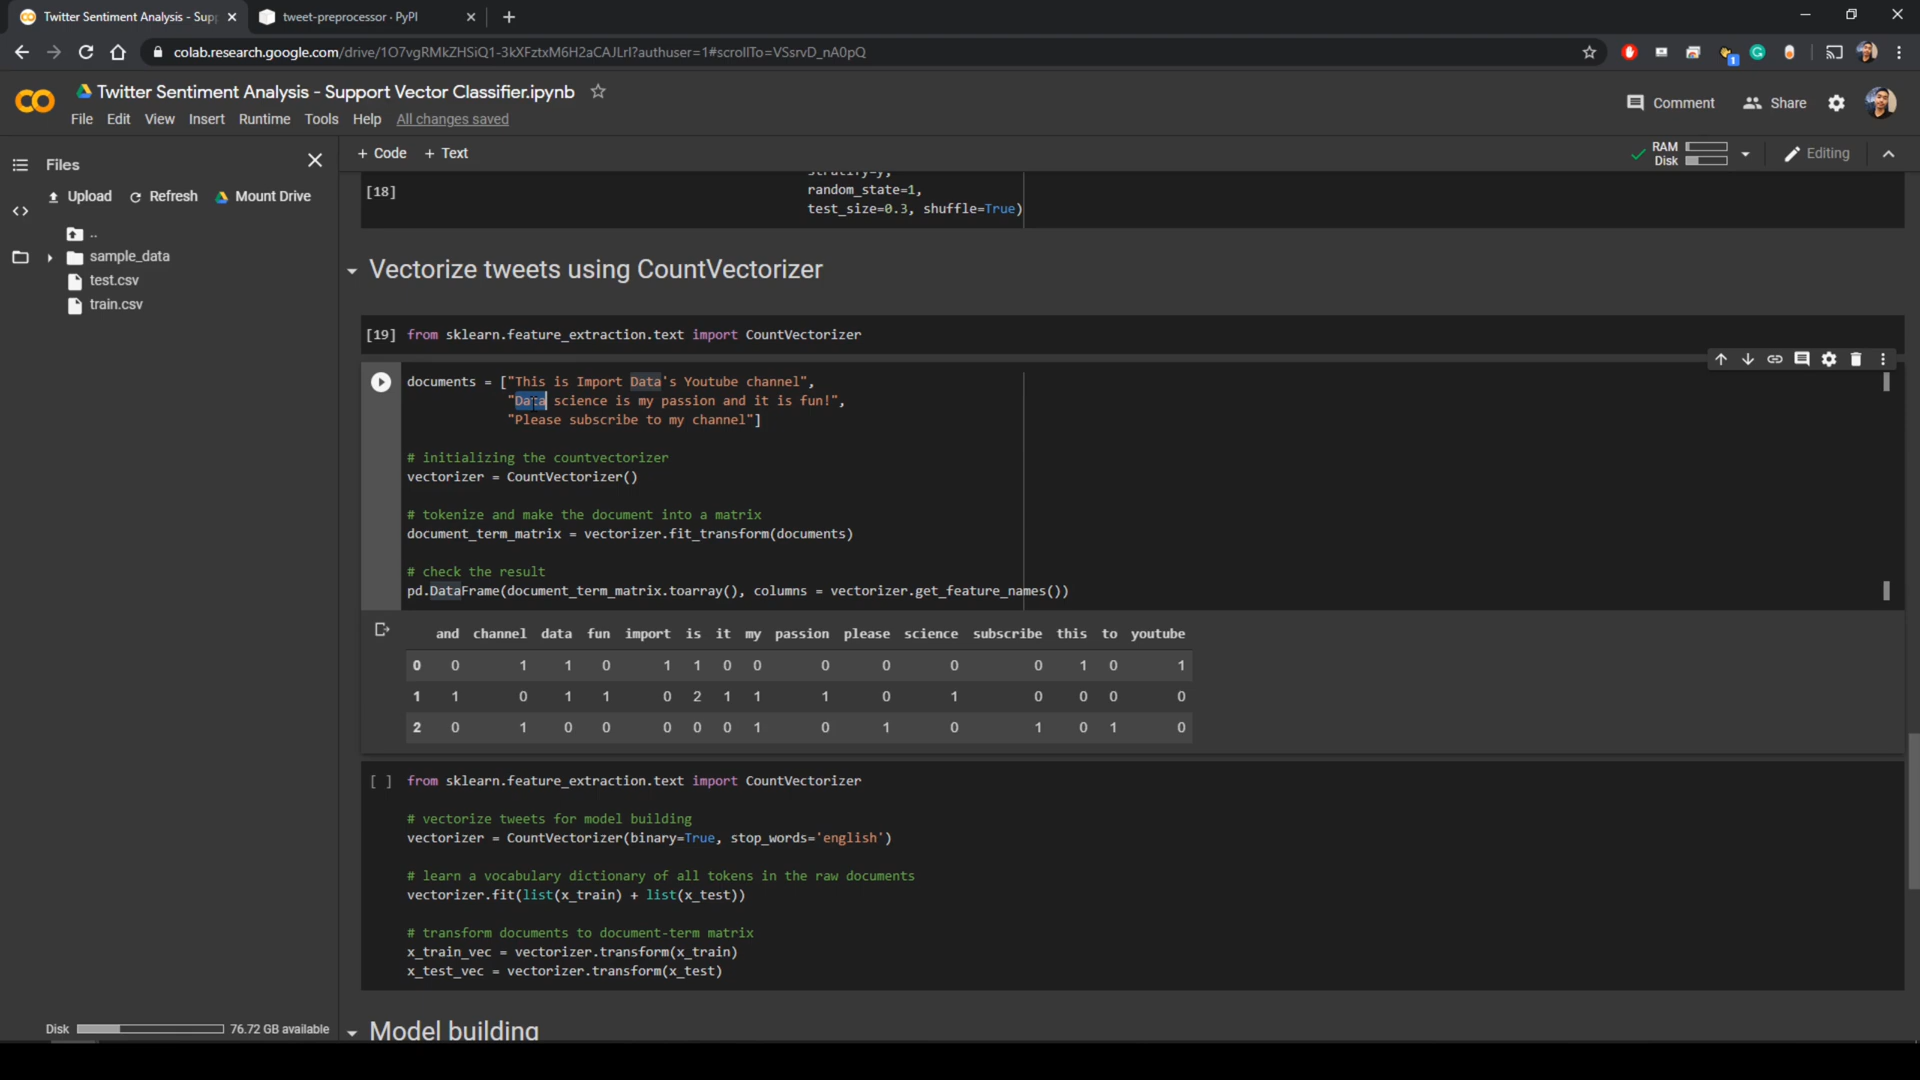 Twitter Sentiment Analysis - Supp
tweet-preprocessor · PyPI
colab.research.google.com/drive/1O7vgRMkZHSiQ1-3kXFztxM6H2aCAJLrI?authuser=1#scrollTo=VSsrvD_nA0pQ
1
Twitter Sentiment Analysis - Support Vector Classifier.ipynb
File Edit View Insert Runtime Tools Help All changes saved
Comment Share
Files
Upload Refresh Mount Drive
..
sample_data
test.csv
train.csv
Disk 76.72 GB available
+ Code + Text
RAM
Disk
Editing
stratify=y,
[18] random_state=1,
test_size=0.3, shuffle=True)
Vectorize tweets using CountVectorizer
[19] from sklearn.feature_extraction.text import CountVectorizer
documents = ["This is Import Data's Youtube channel",
"Data science is my passion and it is fun!",
"Please subscribe to my channel"]
# initializing the countvectorizer
vectorizer = CountVectorizer()
# tokenize and make the document into a matrix
document_term_matrix = vectorizer.fit_transform(documents)
# check the result
pd.DataFrame(document_term_matrix.toarray(), columns = vectorizer.get_feature_names())
and channel data fun import is it my passion please science subscribe this to youtube
0 0 1 1 0 1 1 0 0 0 0 0 0 1 0 1
1 1 0 1 1 0 2 1 1 1 0 1 0 0 0 0
2 0 1 0 0 0 0 0 1 0 1 0 1 0 1 0
[ ] from sklearn.feature_extraction.text import CountVectorizer
# vectorize tweets for model building
vectorizer = CountVectorizer(binary=True, stop_words='english')
# learn a vocabulary dictionary of all tokens in the raw documents
vectorizer.fit(list(x_train) + list(x_test))
# transform documents to document-term matrix
x_train_vec = vectorizer.transform(x_train)
x_test_vec = vectorizer.transform(x_test)
Model building